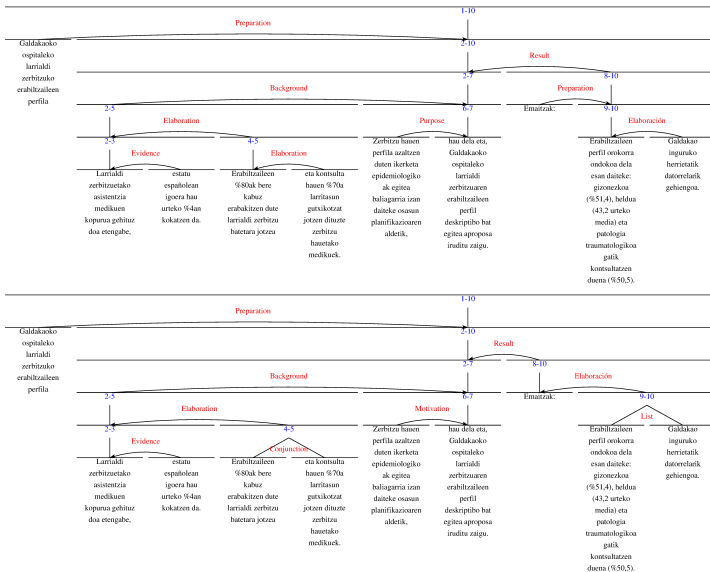 1-10
Preparation
Galdakaoko
ospitaleko
larrialdi
zerbitzuko
erabiltzaileen
perfila
2-10
Result
2-7
8-10
Background
Preparation
2-5
6-7
Emaitzak:
9-10
Elaboration
Purpose
Elaboración
2-3
4-5
Zerbitzu hauen
perfila azaltzen
duten ikerketa
epidemiologiko
ak egitea
baliagarria izan
daiteke osasun
planifikazioaren
aldetik,
hau dela eta,
Galdakaoko
ospitaleko
larrialdi
zerbitzuaren
erabiltzaileen
perfil
deskriptibo bat
egitea aproposa
iruditu zaigu.
Erabiltzaileen
perfil orokorra
ondokoa dela
esan daiteke:
gizonezkoa
(%51,4), heldua
(43,2 urteko
media) eta
patologia
traumatologikoa
gatik
kontsultatzen
duena (%50,5).
Galdakao
inguruko
herrietatik
datorrelarik
gehiengoa.
Evidence
Elaboration
Larrialdi
zerbitzuetako
asistentzia
medikuen
kopurua gehituz
doa etengabe,
estatu
españolean
igoera hau
urteko %4an
kokatzen da.
Erabiltzaileen
%80ak bere
kabuz
erabakitzen dute
larrialdi zerbitzu
batetara jotzea
eta kontsulta
hauen %70a
larritasun
gutxikotzat
jotzen dituzte
zerbitzu
hauetako
medikuek.
1-10
Preparation
Galdakaoko
ospitaleko
larrialdi
zerbitzuko
erabiltzaileen
perfila
2-10
Result
2-7
8-10
Background
Elaboración
2-5
6-7
Emaitzak:
9-10
Elaboration
Motivation
List
2-3
4-5
Zerbitzu hauen
perfila azaltzen
duten ikerketa
epidemiologiko
ak egitea
baliagarria izan
daiteke osasun
planifikazioaren
aldetik,
hau dela eta,
Galdakaoko
ospitaleko
larrialdi
zerbitzuaren
erabiltzaileen
perfil
deskriptibo bat
egitea aproposa
iruditu zaigu.
Erabiltzaileen
perfil orokorra
ondokoa dela
esan daiteke:
gizonezkoa
(%51,4), heldua
(43,2 urteko
media) eta
patologia
traumatologikoa
gatik
kontsultatzen
duena (%50,5).
Galdakao
inguruko
herrietatik
datorrelarik
gehiengoa.
Evidence
Conjunction
Larrialdi
zerbitzuetako
asistentzia
medikuen
kopurua gehituz
doa etengabe,
estatu
españolean
igoera hau
urteko %4an
kokatzen da.
Erabiltzaileen
%80ak bere
kabuz
erabakitzen dute
larrialdi zerbitzu
batetara jotzea
eta kontsulta
hauen %70a
larritasun
gutxikotzat
jotzen dituzte
zerbitzu
hauetako
medikuek.